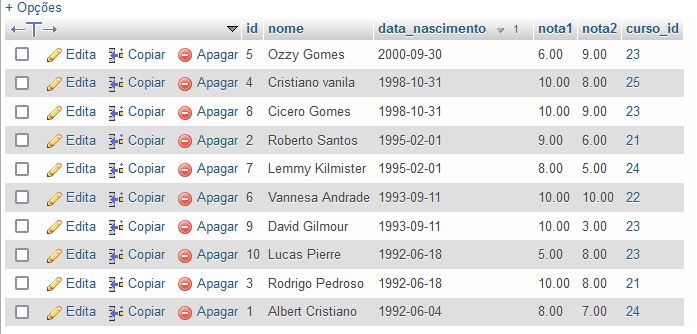 + Opções
←T→ id nome data_nascimento 1 nota1 nota2 curso_id
Edita Copiar Apagar 5 Ozzy Gomes 2000-09-30 6.00 9.00 23
Edita Copiar Apagar 4 Cristiano vanila 1998-10-31 10.00 8.00 25
Edita Copiar Apagar 8 Cicero Gomes 1998-10-31 10.00 9.00 23
Edita Copiar Apagar 2 Roberto Santos 1995-02-01 9.00 6.00 21
Edita Copiar Apagar 7 Lemmy Kilmister 1995-02-01 8.00 5.00 24
Edita Copiar Apagar 6 Vannesa Andrade 1993-09-11 10.00 10.00 22
Edita Copiar Apagar 9 David Gilmour 1993-09-11 10.00 3.00 23
Edita Copiar Apagar 10 Lucas Pierre 1992-06-18 5.00 8.00 23
Edita Copiar Apagar 3 Rodrigo Pedroso 1992-06-18 10.00 8.00 21
Edita Copiar Apagar 1 Albert Cristiano 1992-06-04 8.00 7.00 24